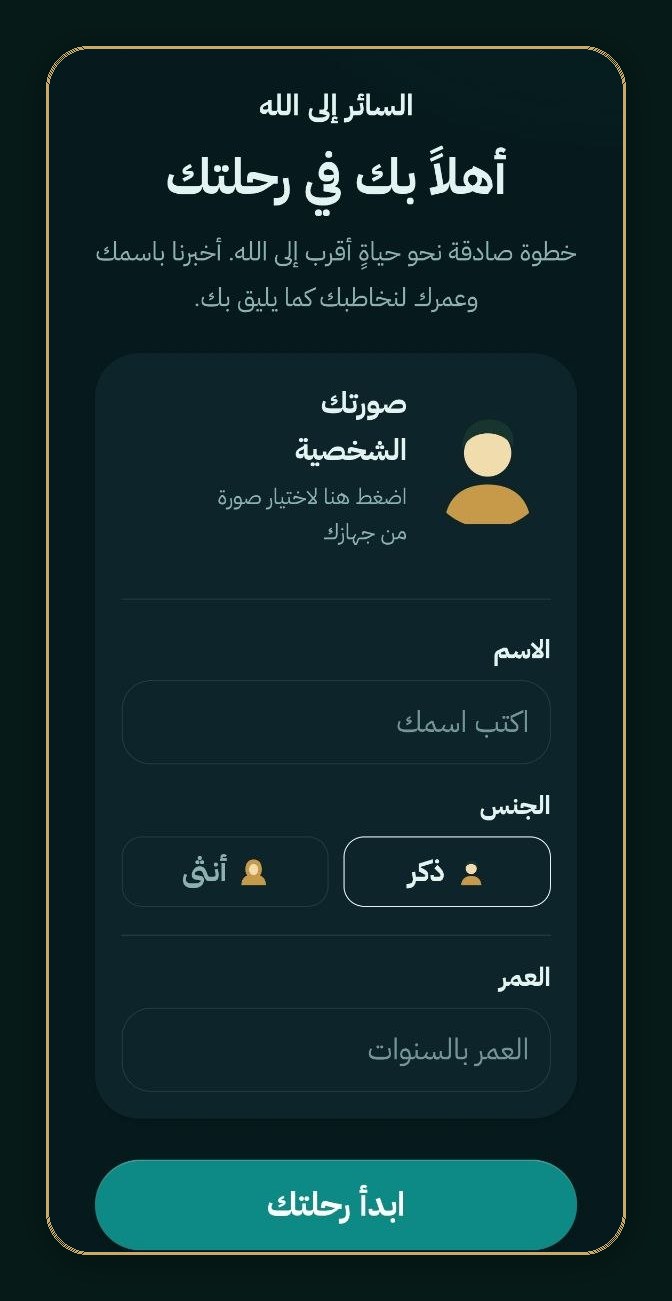 السائر إلى الله
أهلاً بك في رحلتك
خطوة صادقة نحو حياةٍ أقرب إلى الله. أخبرنا باسمك
وعمرك لنخاطبك كما يليق بك.
صورتك
الشخصية
اضغط هنا لاختيار صورة
من جهازك
الاسم
اكتب اسمك
الجنس
ذكر
أنثى
العمر
العمر بالسنوات
ابدأ رحلتك